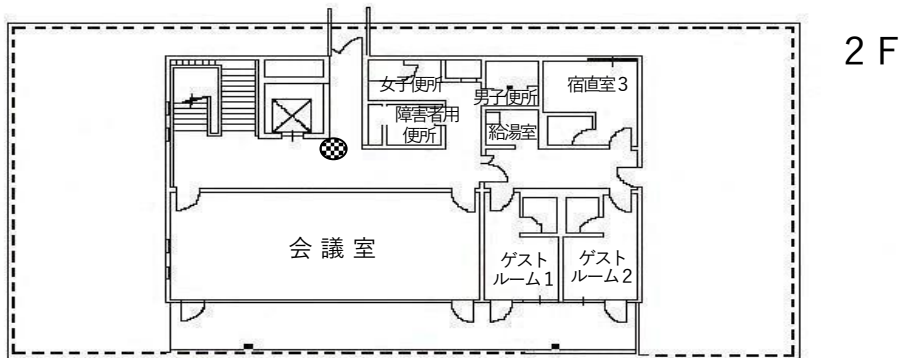 ２Ｆ
女子便所
男子便所
宿直室３
障害者用
便所
給湯室
会議室
ゲスト
ルーム１
ゲスト
ルーム２